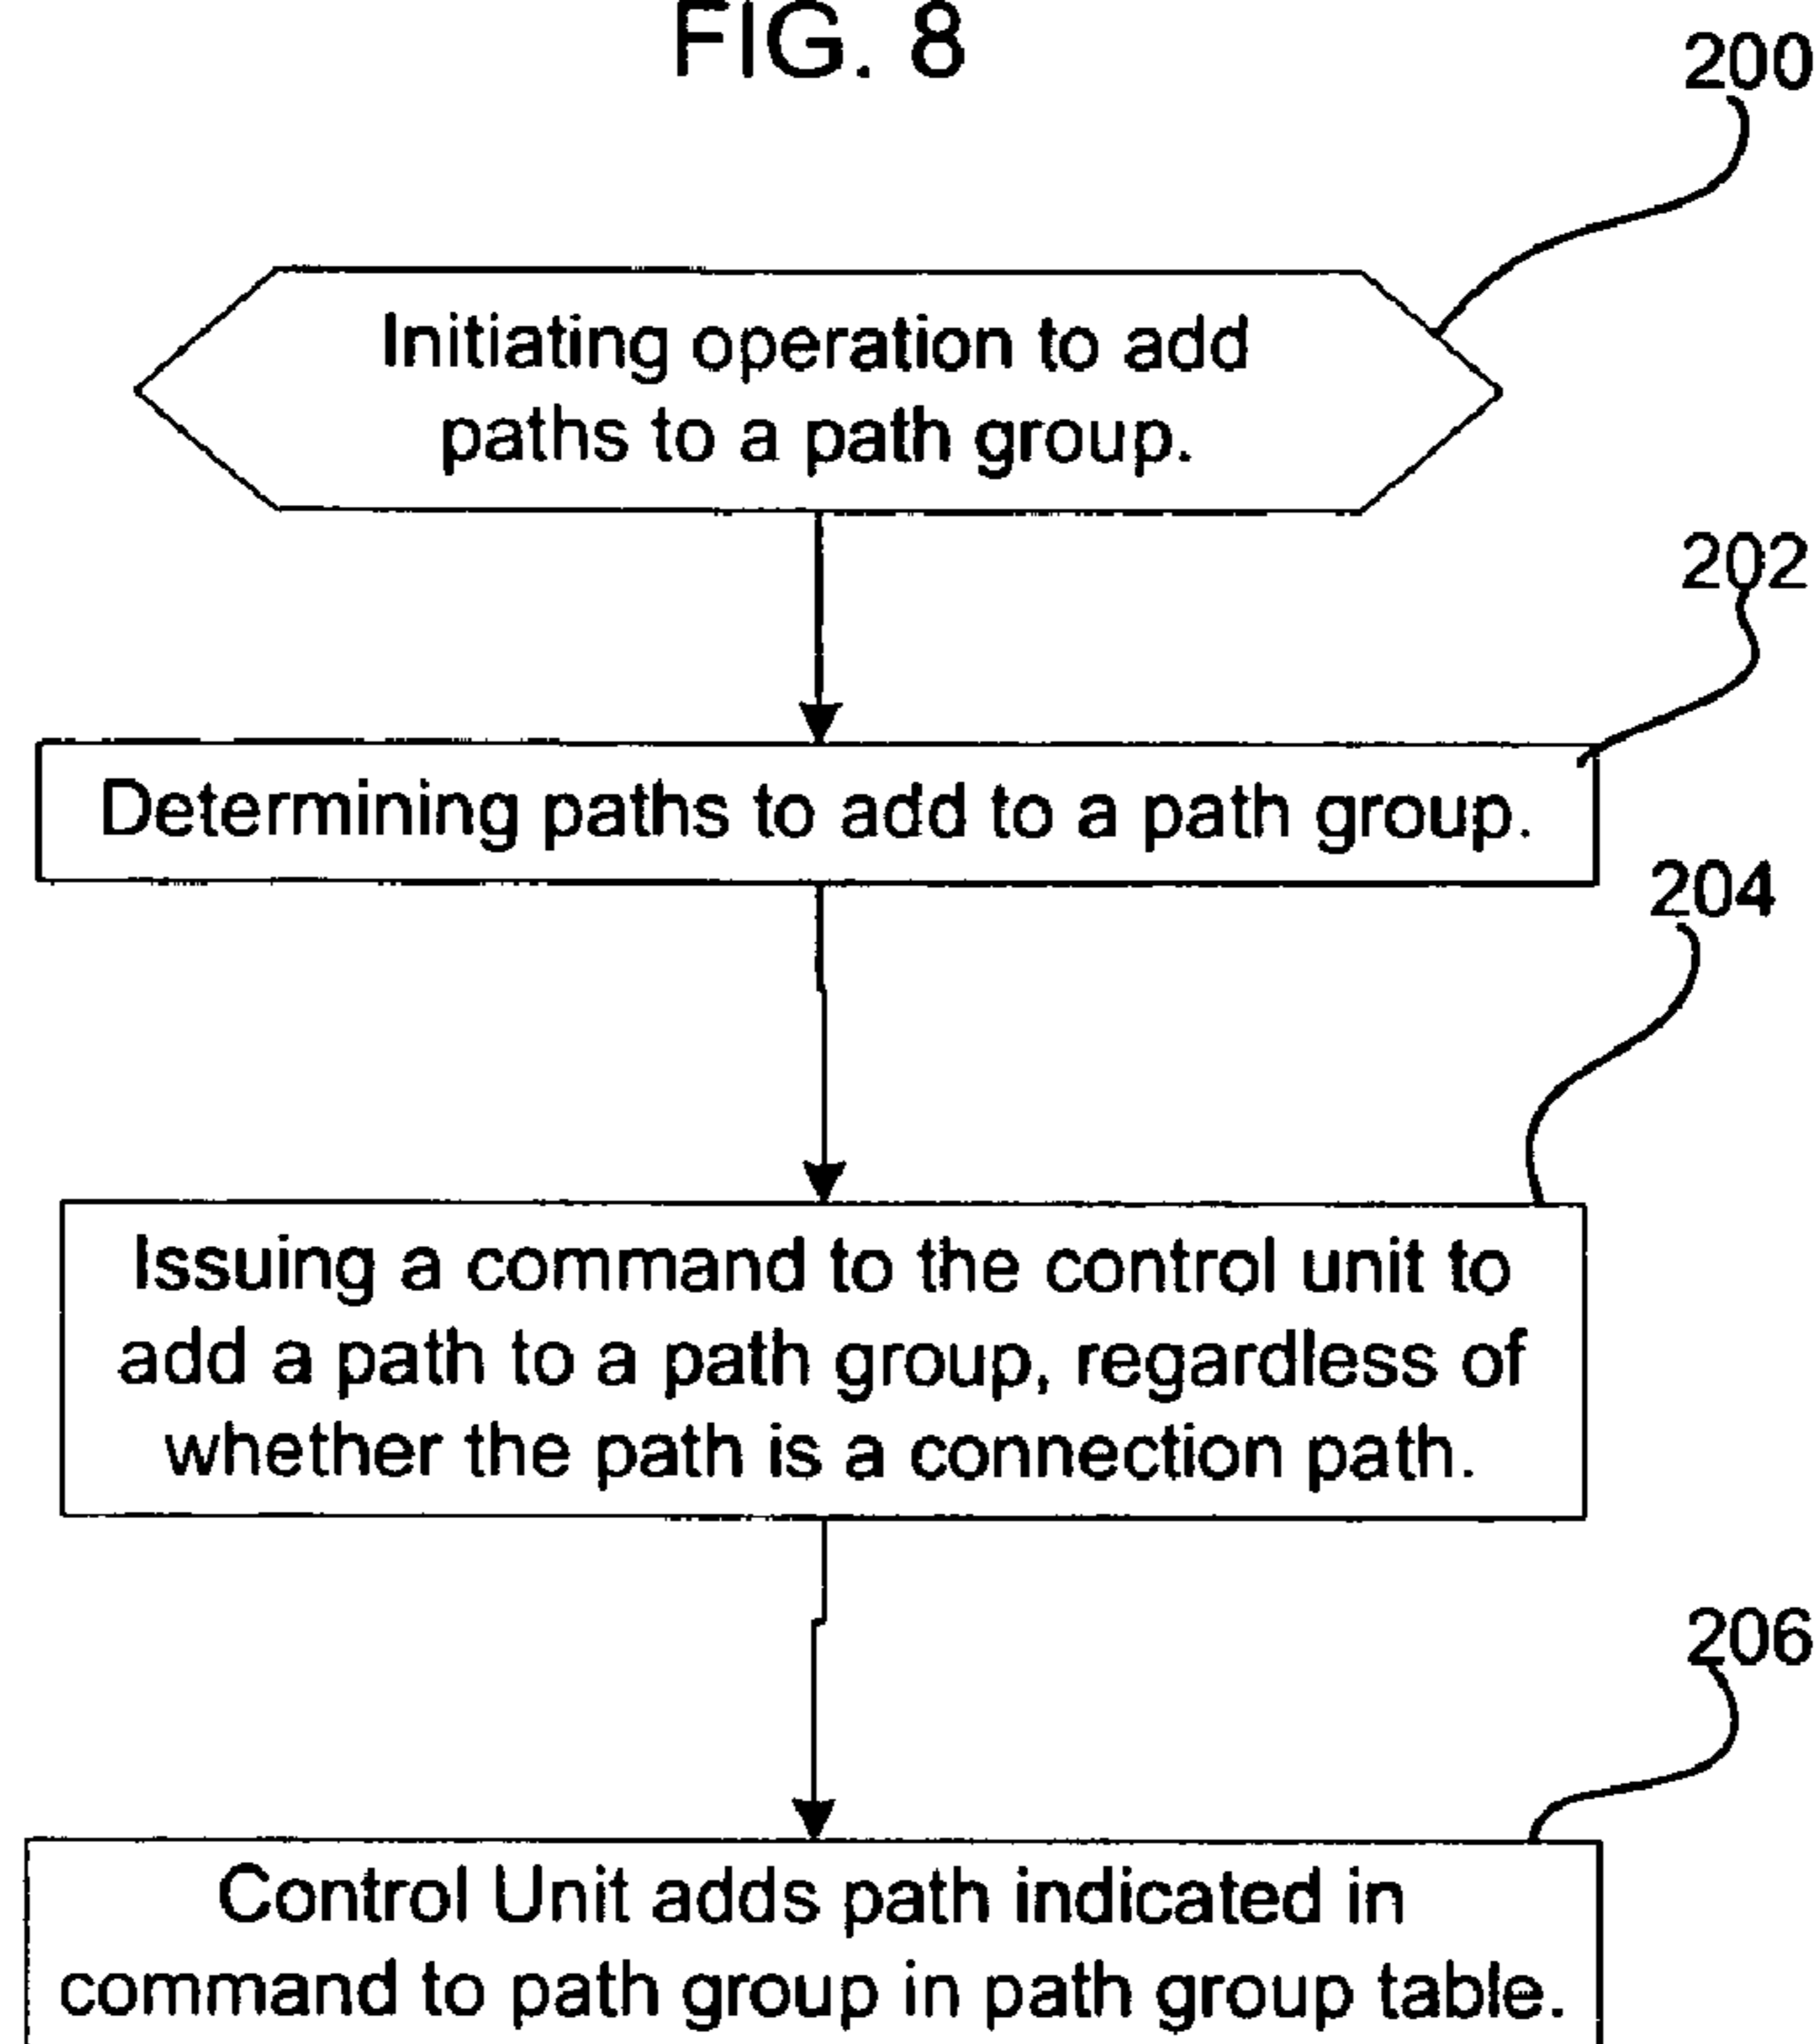 FIG. 8
200
Initiating operation to add
paths to a path group.
202
Determining paths to add to a path group.
204
Issuing a command to the control unit to
add a path to a path group, regardless of
whether the path is a connection path.
206
Control Unit adds path indicated in
command to path group in path group table.